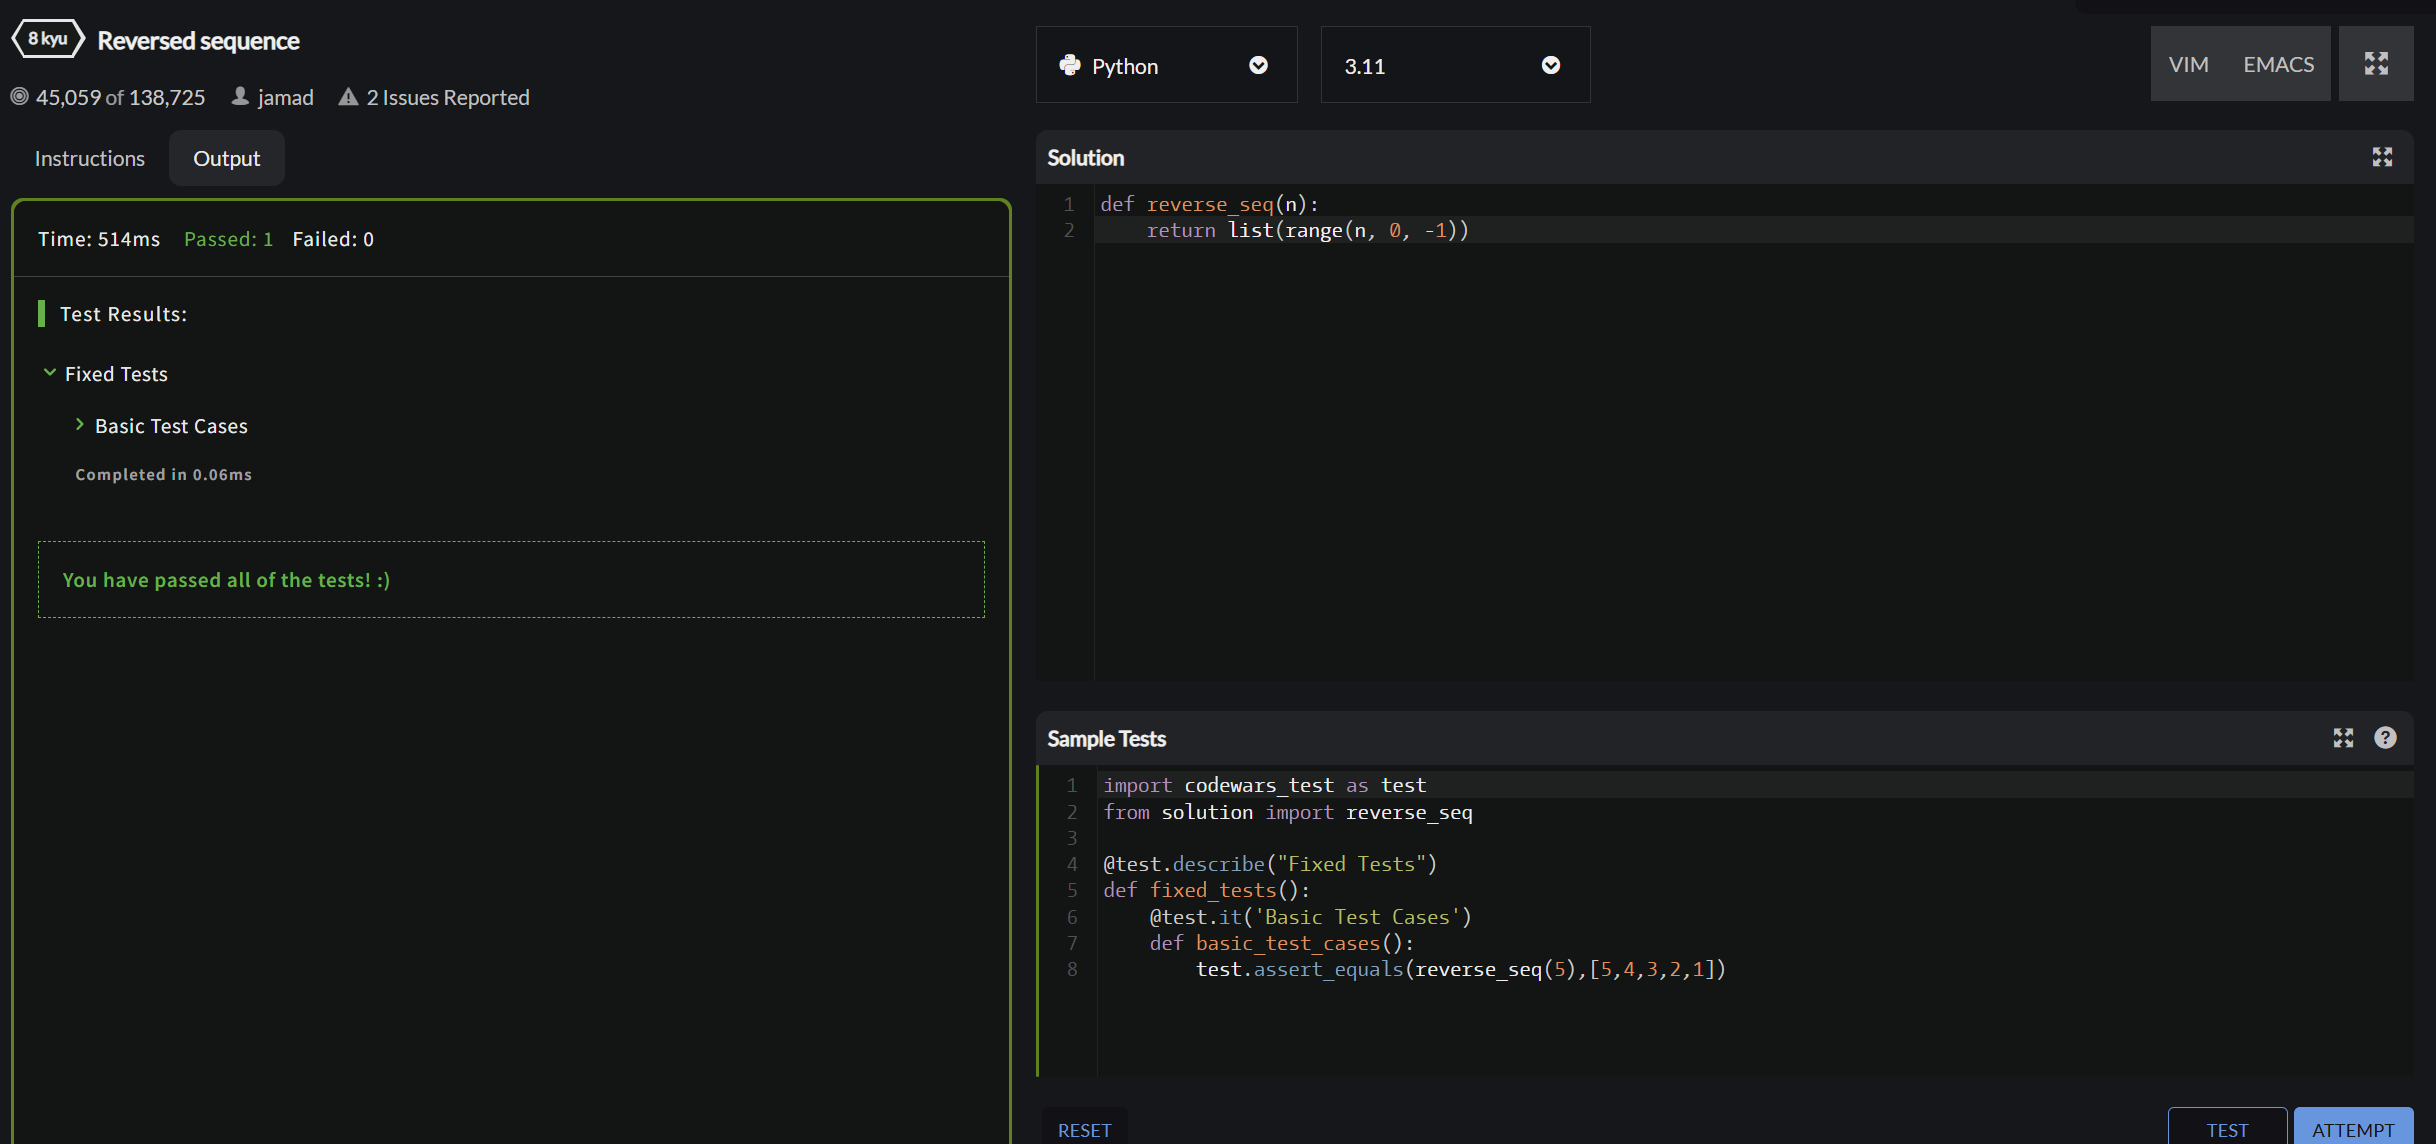 8 kyu Reversed sequence
45,059 of 138,725 jamad 2 Issues Reported
Instructions Output
Time: 514ms Passed: 1 Failed: 0
Test Results:
Fixed Tests
Basic Test Cases
Completed in 0.06ms
You have passed all of the tests! :)
Python 3.11 VIM EMACS
Solution
1 def reverse_seq(n):
2     return list(range(n, 0, -1))
Sample Tests ?
1 import codewars_test as test
2 from solution import reverse_seq
3
4 @test.describe("Fixed Tests")
5 def fixed_tests():
6     @test.it('Basic Test Cases')
7     def basic_test_cases():
8         test.assert_equals(reverse_seq(5),[5,4,3,2,1])
RESET TEST ATTEMPT